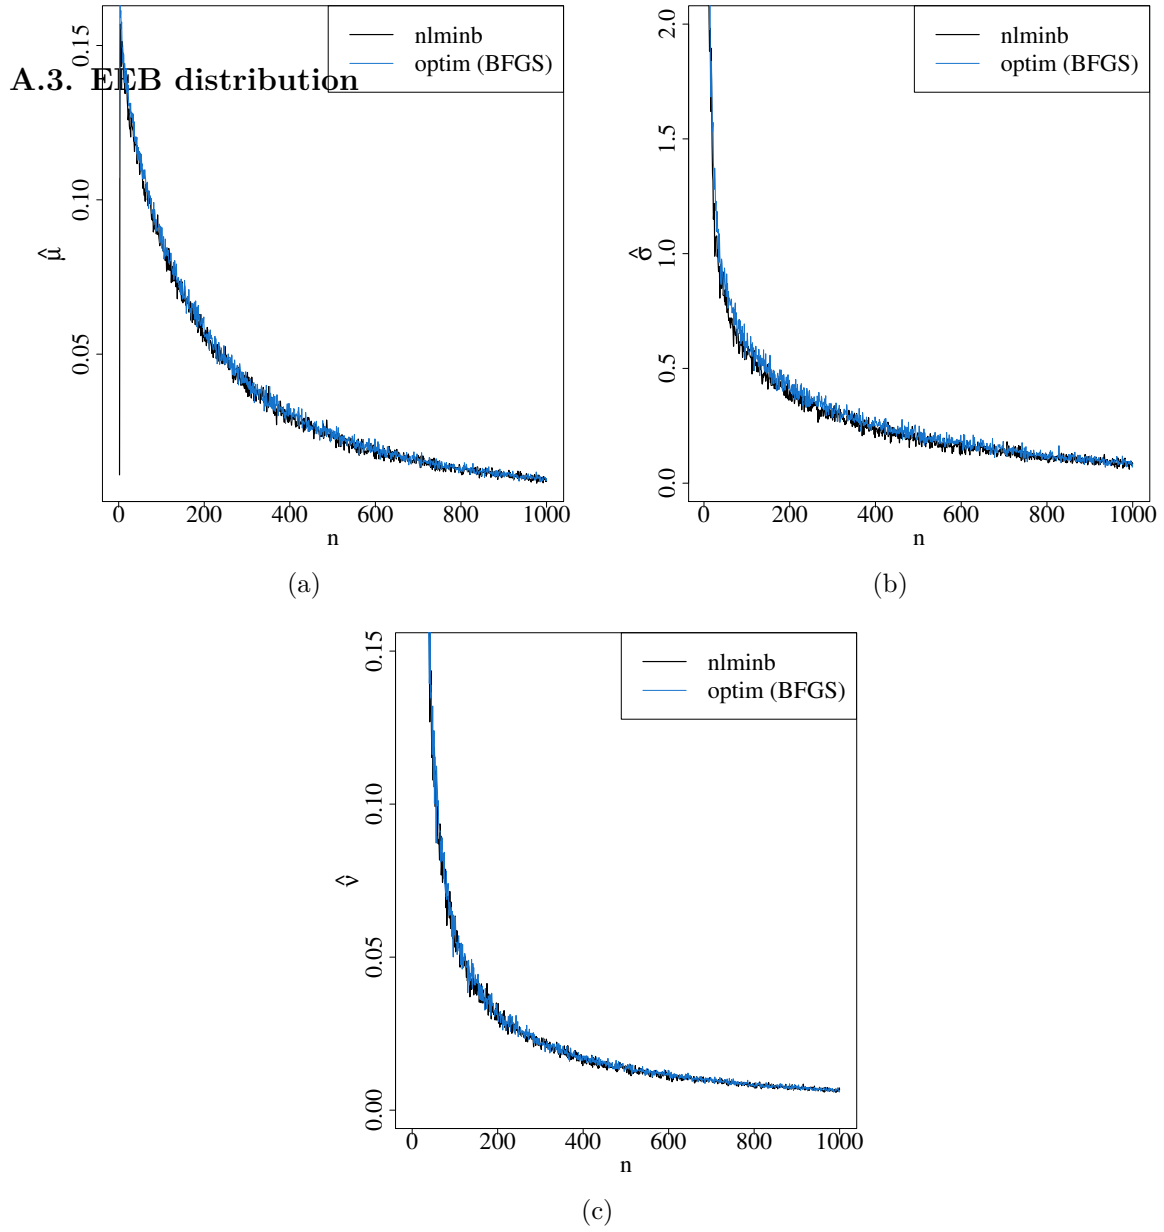 A.3. EEB distribution
nlminb
optim (BFGS)
0.15
0.10
0.05
μ̂
0 200 400 600 800 1000
n
(a)
nlminb
optim (BFGS)
2.0
1.5
1.0
0.5
0.0
σ̂
0 200 400 600 800 1000
n
(b)
nlminb
optim (BFGS)
0.15
0.10
0.05
0.00
ν̂
0 200 400 600 800 1000
n
(c)